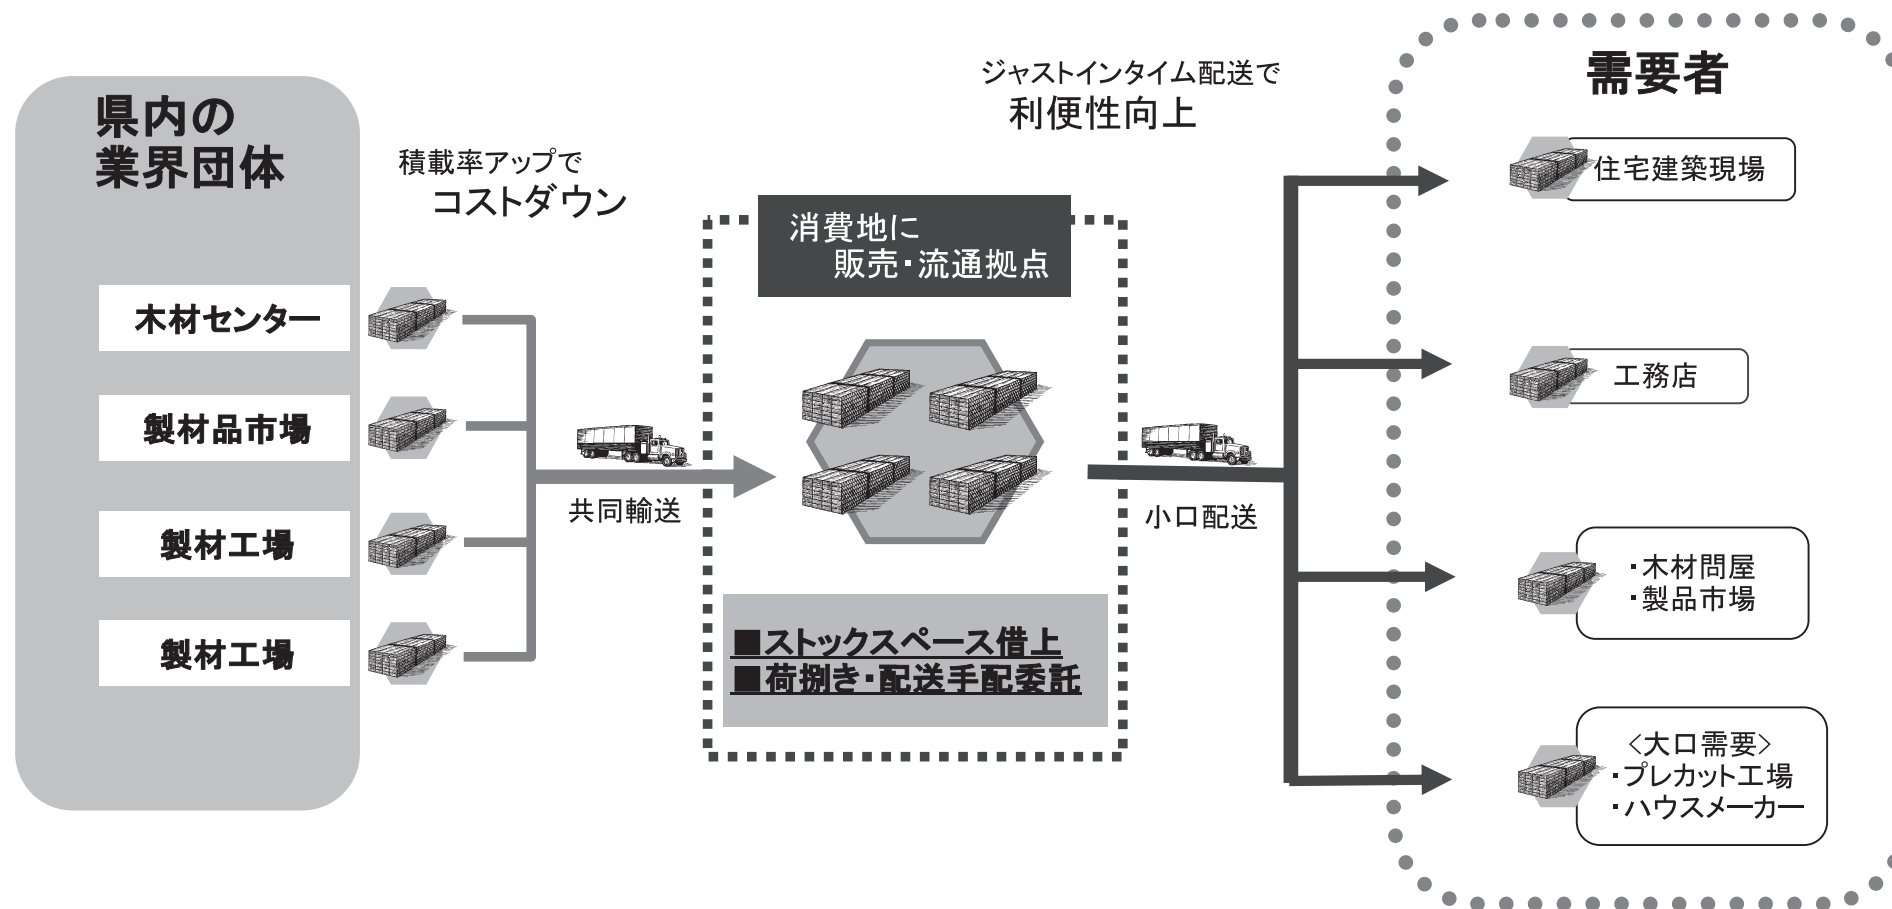 県内の
業界団体
木材センター
製材品市場
製材工場
製材工場
積載率アップで
コストダウン
共同輸送
消費地に
販売・流通拠点
■ストックスペース借上
■荷捌き・配送手配委託
ジャストインタイム配送で
利便性向上
小口配送
需要者
住宅建築現場
工務店
・木材問屋
・製品市場
<大口需要>
・プレカット工場
・ハウスメーカー